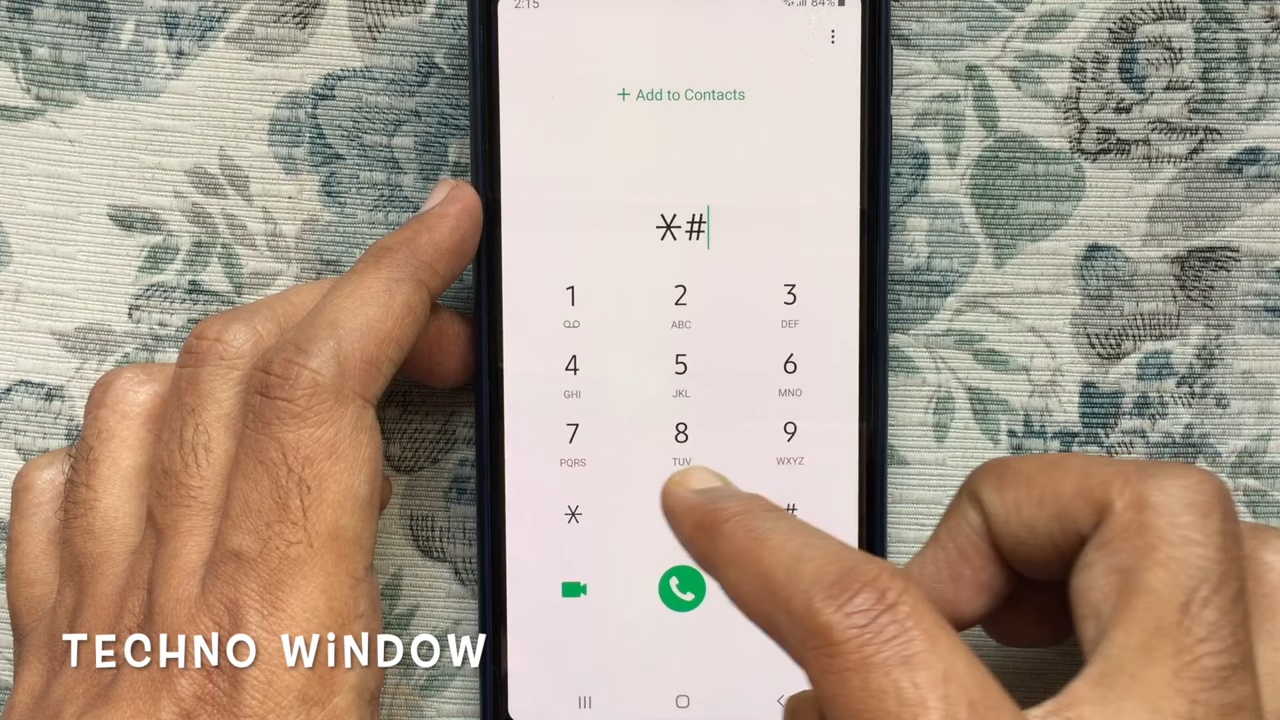 2:15 84%
+ Add to Contacts
*#
1 2 3
ABC DEF
4 5 6
GHI JKL MNO
7 8 9
PQRS TUV WXYZ
* #
TECHNO WiNDOW